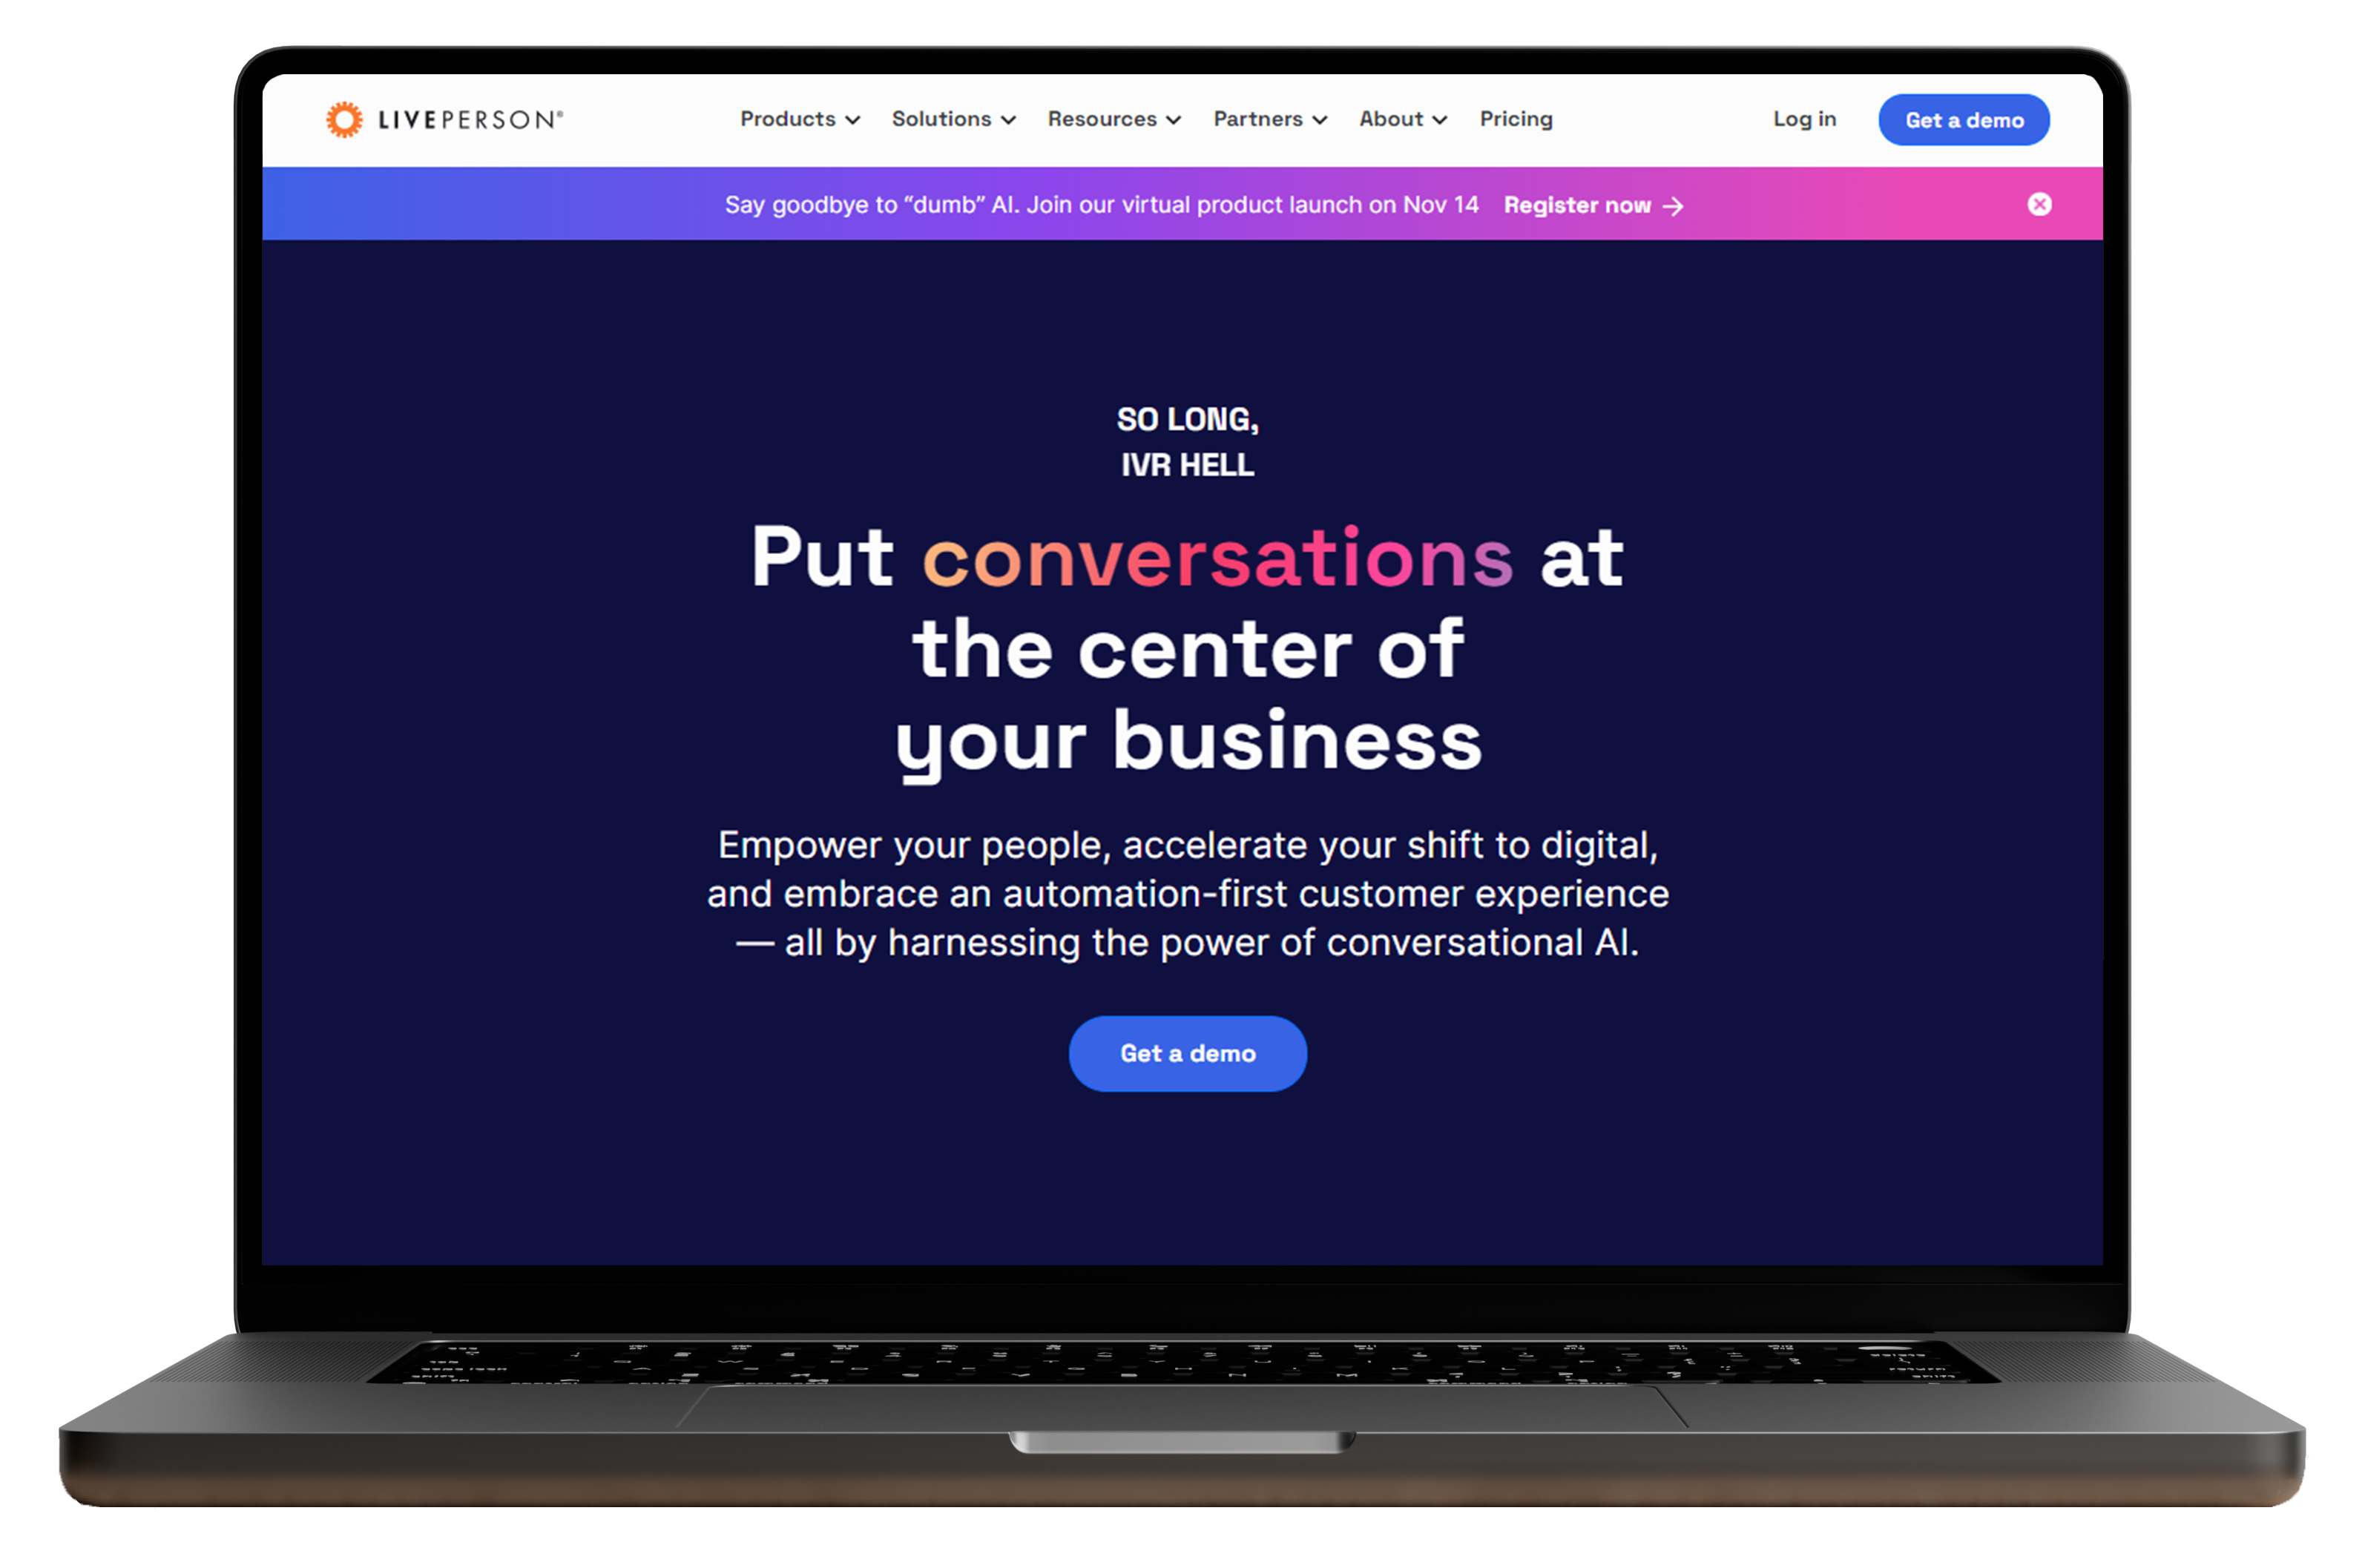 LIVEPERSON®
Products
Solutions
Resources
Partners
About
Pricing
Log in
Get a demo
Say goodbye to “dumb” AI. Join our virtual product launch on Nov 14 Register now →
SO LONG,
IVR HELL
Put conversations at
the center of
your business
Empower your people, accelerate your shift to digital,
and embrace an automation-first customer experience
— all by harnessing the power of conversational AI.
Get a demo